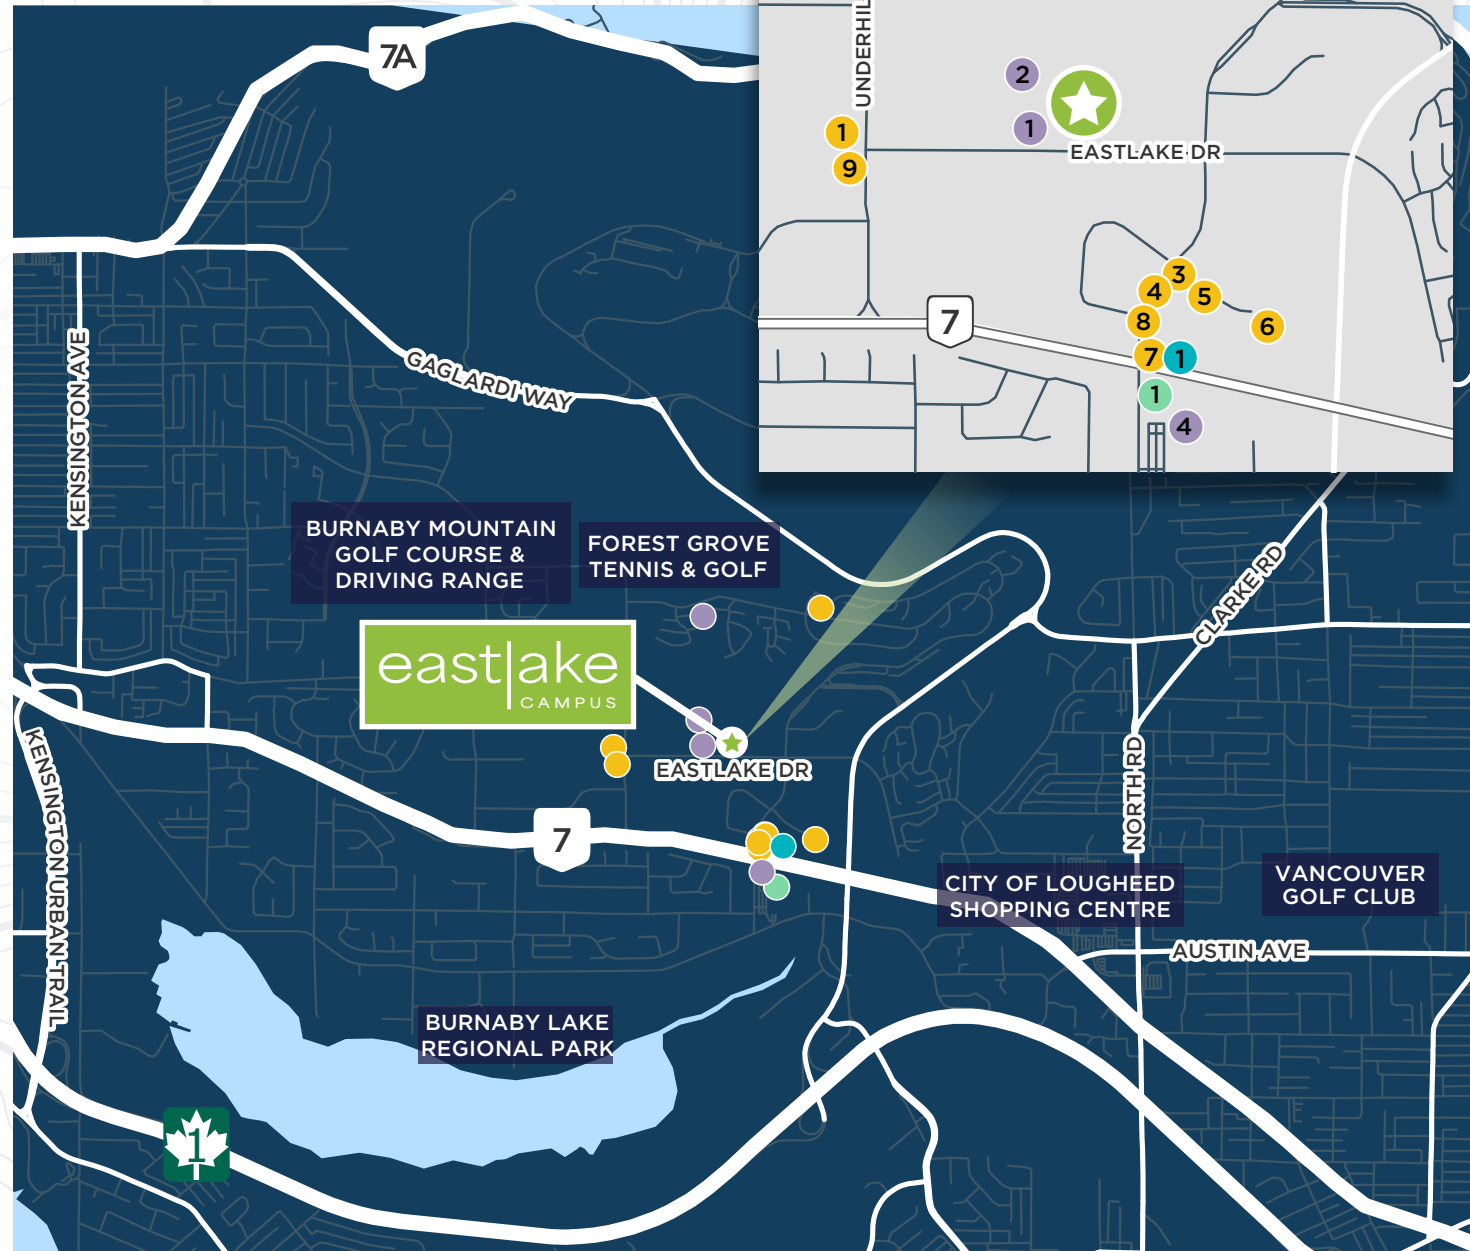 7A
UNDERHIL
2
1
1
9
EASTLAKE DR
3
4
5
8
6
7
7
1
1
4
KENSINGTON AVE
GAGLARDI WAY
BURNABY MOUNTAIN
GOLF COURSE &
DRIVING RANGE
FOREST GROVE
TENNIS & GOLF
CLARKE RD
eastlake
CAMPUS
EASTLAKE DR
KENSINGTON URBAN TRAIL
NORTH RD
7
CITY OF LOUGHEED
SHOPPING CENTRE
VANCOUVER
GOLF CLUB
AUSTIN AVE
BURNABY LAKE
REGIONAL PARK
1